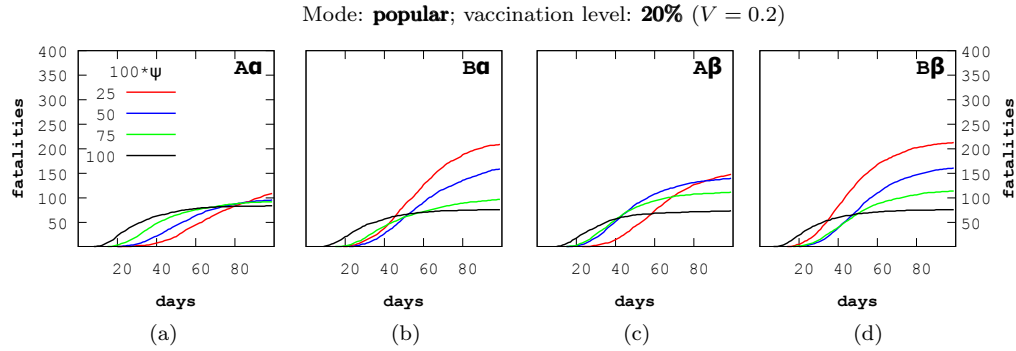 Mode: popular; vaccination level: 20% (V = 0.2)
400 350 300 250 200 150 100 50
fatalities
100*ψ
25
50
75
100
Aα
20 40 60 80
days
(a)
Bα
20 40 60 80
days
(b)
Aβ
20 40 60 80
days
(c)
Bβ
20 40 60 80
days
(d)
400 350 300 250 200 150 100 50
fatalities